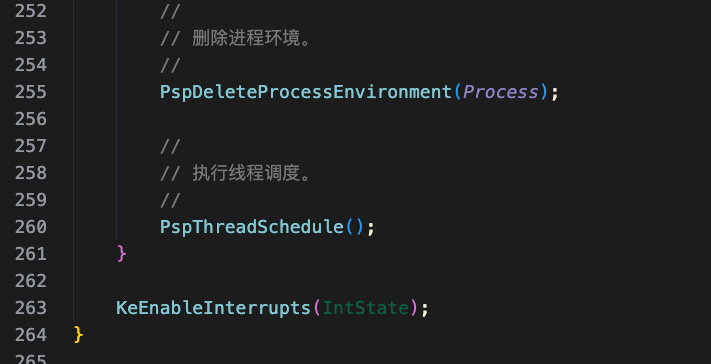 252 //
253 // 删除进程环境。
254 //
255 PspDeleteProcessEnvironment(Process);
256
257 //
258 // 执行线程调度。
259 //
260 PspThreadSchedule();
261 }
262
263 KeEnableInterrupts(IntState);
264 }
265